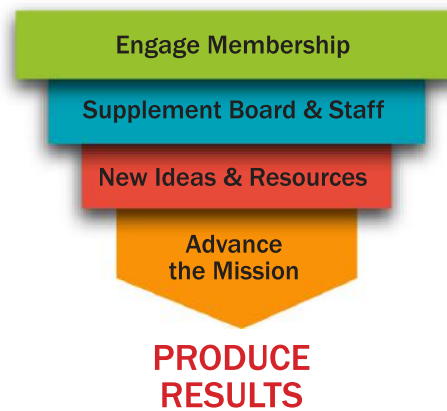 Engage Membership
Supplement Board & Staff
New Ideas & Resources
Advance
the Mission
PRODUCE
RESULTS